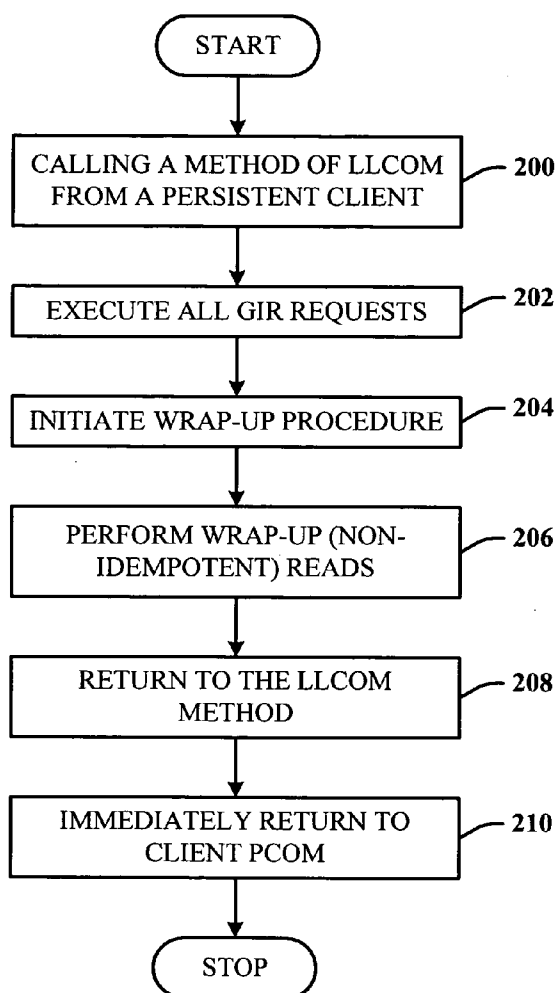 START
CALLING A METHOD OF LLCOM
FROM A PERSISTENT CLIENT
200
EXECUTE ALL GIR REQUESTS
202
INITIATE WRAP-UP PROCEDURE
204
PERFORM WRAP-UP (NON-
IDEMPOTENT) READS
206
RETURN TO THE LLCOM
METHOD
208
IMMEDIATELY RETURN TO
CLIENT PCOM
210
STOP